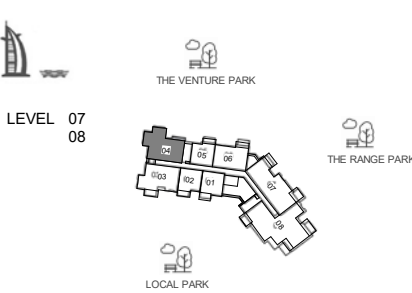 THE VENTURE PARK
LEVEL 07
08
THE RANGE PARK
04
05
06
03
02
01
07
08
LOCAL PARK